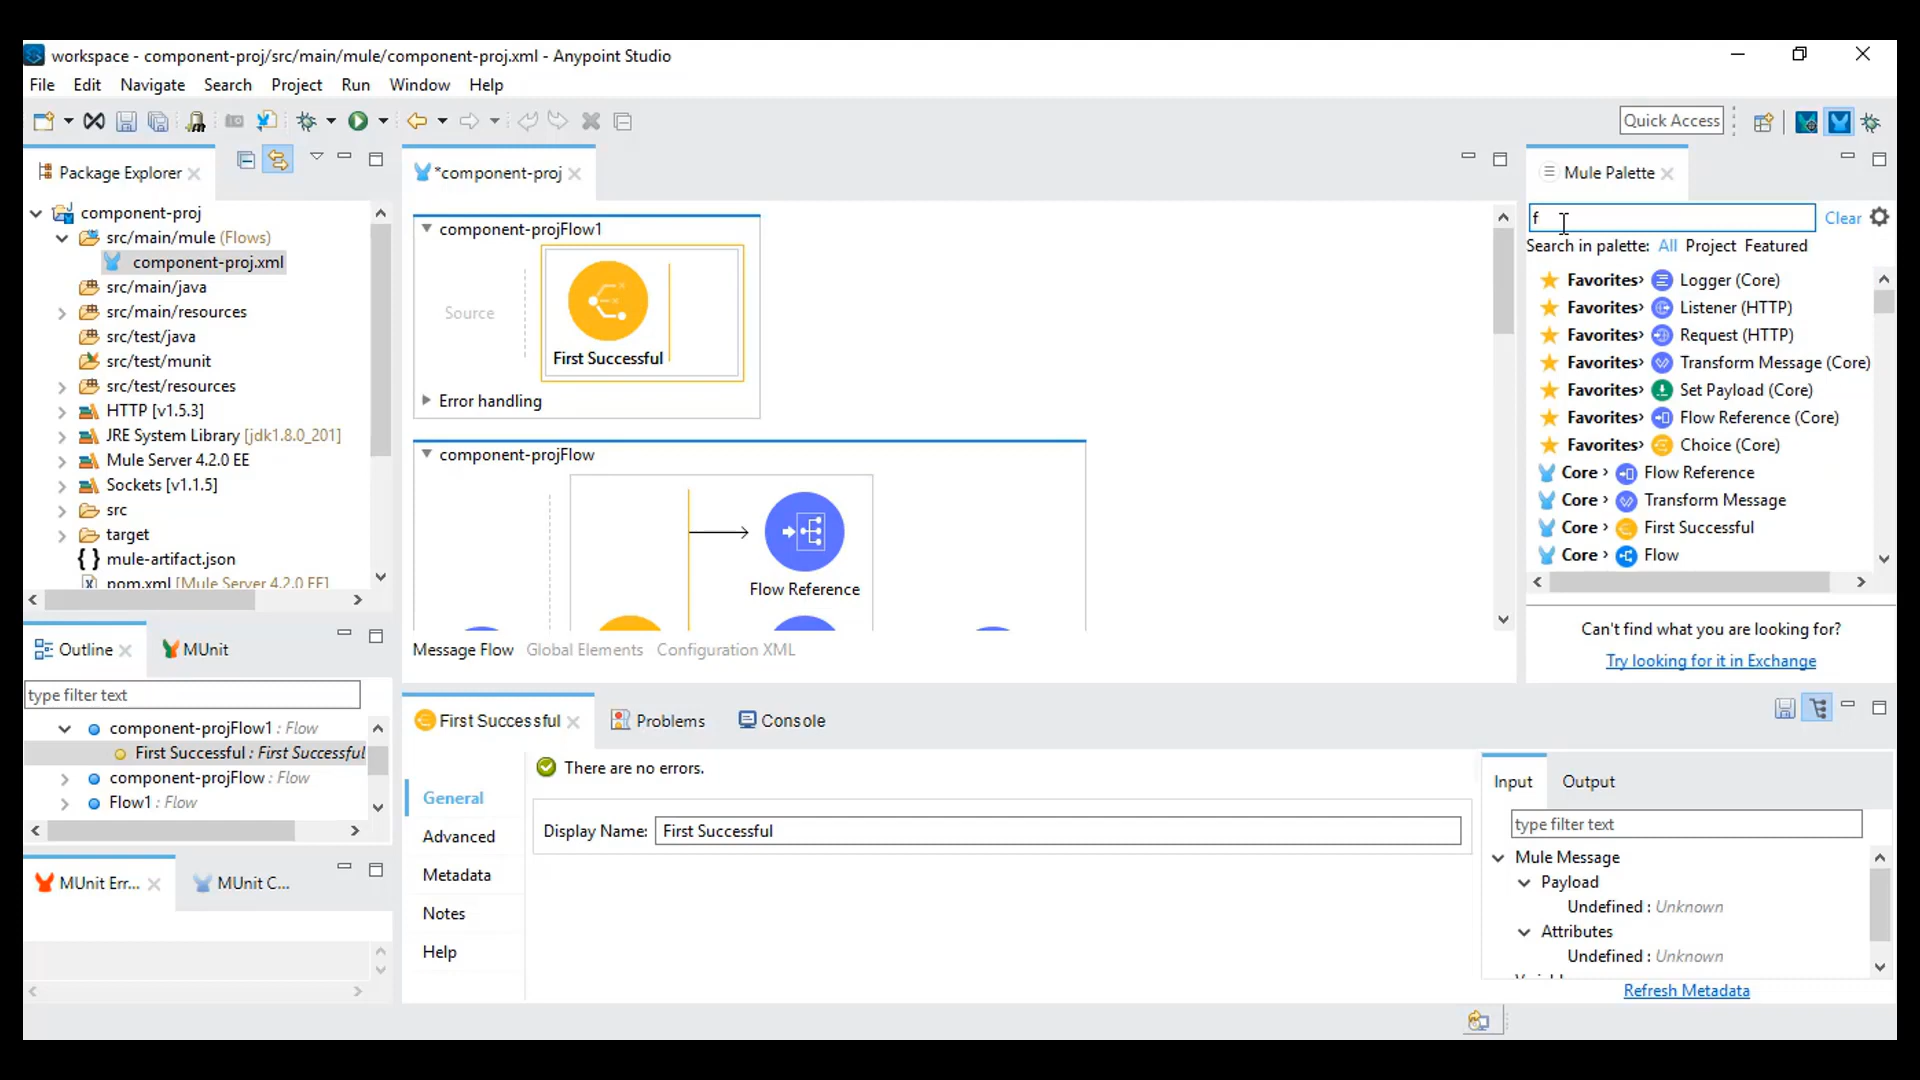 workspace - component-proj/src/main/mule/component-proj.xml - Anypoint Studio
File Edit Navigate Search Project Run Window Help
Quick Access
Package Explorer
component-proj
src/main/mule (Flows)
component-proj.xml
src/main/java
src/main/resources
src/test/java
src/test/munit
src/test/resources
HTTP [v1.5.3]
JRE System Library [jdk1.8.0_201]
Mule Server 4.2.0 EE
Sockets [v1.1.5]
src
target
mule-artifact.json
pom.xml [Mule Server 4.2.0 EE]
Outline MUnit
type filter text
component-projFlow1 : Flow
First Successful : First Successful
component-projFlow : Flow
Flow1 : Flow
MUnit Err... MUnit C...
*component-proj
component-projFlow1
Source
First Successful
Error handling
component-projFlow
Flow Reference
Message Flow Global Elements Configuration XML
Mule Palette
f
Clear
Search in palette: All Project Featured
Favorites› Logger (Core)
Favorites› Listener (HTTP)
Favorites› Request (HTTP)
Favorites› Transform Message (Core)
Favorites› Set Payload (Core)
Favorites› Flow Reference (Core)
Favorites› Choice (Core)
Core › Flow Reference
Core › Transform Message
Core › First Successful
Core › Flow
Can't find what you are looking for?
Try looking for it in Exchange
First Successful Problems Console
General
Advanced
Metadata
Notes
Help
There are no errors.
Display Name: First Successful
Input Output
type filter text
Mule Message
Payload
Undefined : Unknown
Attributes
Undefined : Unknown
Refresh Metadata